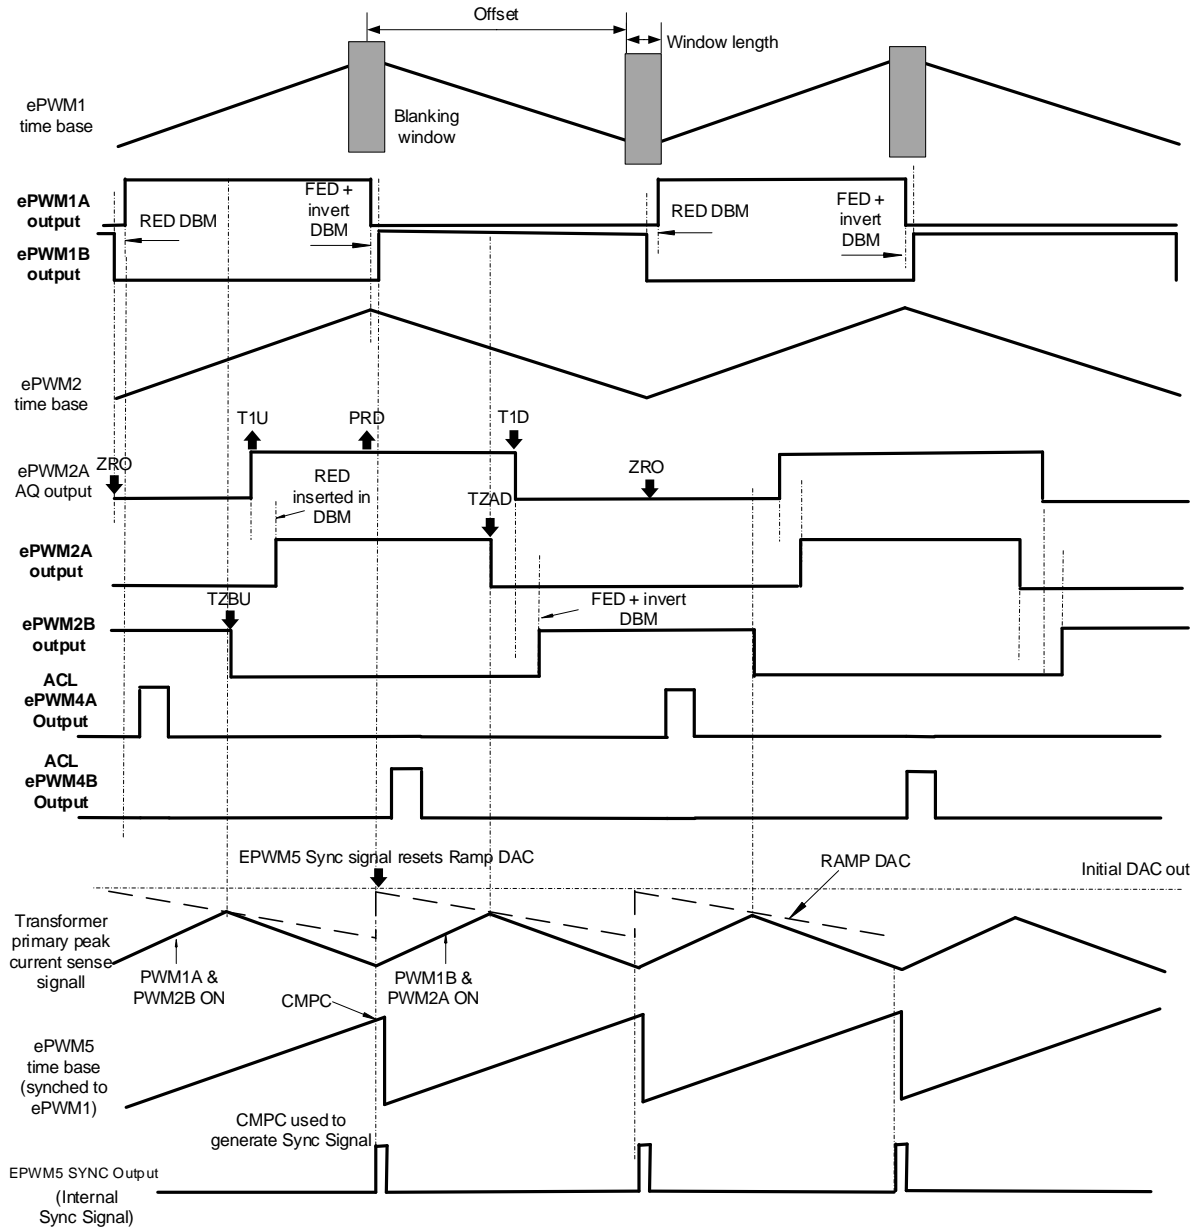 Offset
Window length
ePWM1
time base
Blanking
window
ePWM1A
output
RED DBM
FED +
invert
DBM
RED DBM
FED +
invert
DBM
ePWM1B
output
ePWM2
time base
T1U
PRD
T1D
ePWM2A
AQ output
ZRO
RED
inserted in
DBM
ZRO
TZAD
ePWM2A
output
TZBU
FED + invert
DBM
ePWM2B
output
ACL
ePWM4A
Output
ACL
ePWM4B
Output
EPWM5 Sync signal resets Ramp DAC
RAMP DAC
Initial DAC out
Transformer
primary peak
current sense
signall
PWM1A &
PWM2B ON
PWM1B &
PWM2A ON
CMPC
ePWM5
time base
(synched to
ePWM1)
CMPC used to
generate Sync Signal
EPWM5 SYNC Output
(Internal
Sync Signal)